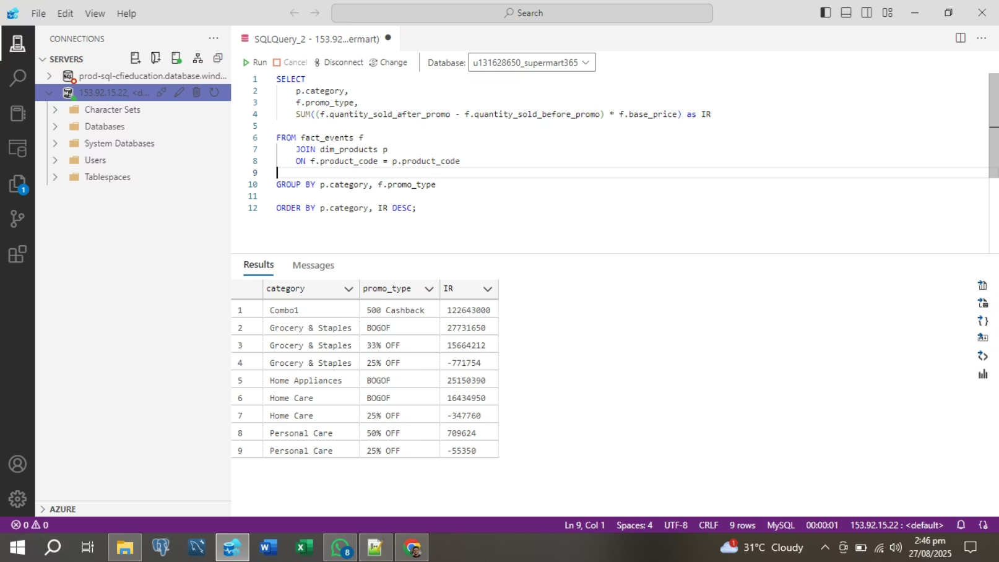 File Edit View Help
Search
CONNECTIONS
SERVERS
prod-sql-cfieducation.database.wind...
153.92.15.22, <d...
Character Sets
Databases
System Databases
Users
Tablespaces
AZURE
SQLQuery_2 - 153.92...ermart)
Run Cancel Disconnect Change Database: u131628650_supermart365
1 SELECT
2 p.category,
3 f.promo_type,
4 SUM((f.quantity_sold_after_promo - f.quantity_sold_before_promo) * f.base_price) as IR
5
6 FROM fact_events f
7 JOIN dim_products p
8 ON f.product_code = p.product_code
9
10 GROUP BY p.category, f.promo_type
11
12 ORDER BY p.category, IR DESC;
Results Messages
category promo_type IR
1 Combo1 500 Cashback 122643000
2 Grocery & Staples BOGOF 27731650
3 Grocery & Staples 33% OFF 15664212
4 Grocery & Staples 25% OFF -771754
5 Home Appliances BOGOF 25150390
6 Home Care BOGOF 16434950
7 Home Care 25% OFF -347760
8 Personal Care 50% OFF 709624
9 Personal Care 25% OFF -55350
1
0 0 Ln 9, Col 1 Spaces: 4 UTF-8 CRLF 9 rows MySQL 00:00:01 153.92.15.22 : <default>
8 1 31°C Cloudy 2:46 pm
27/08/2025